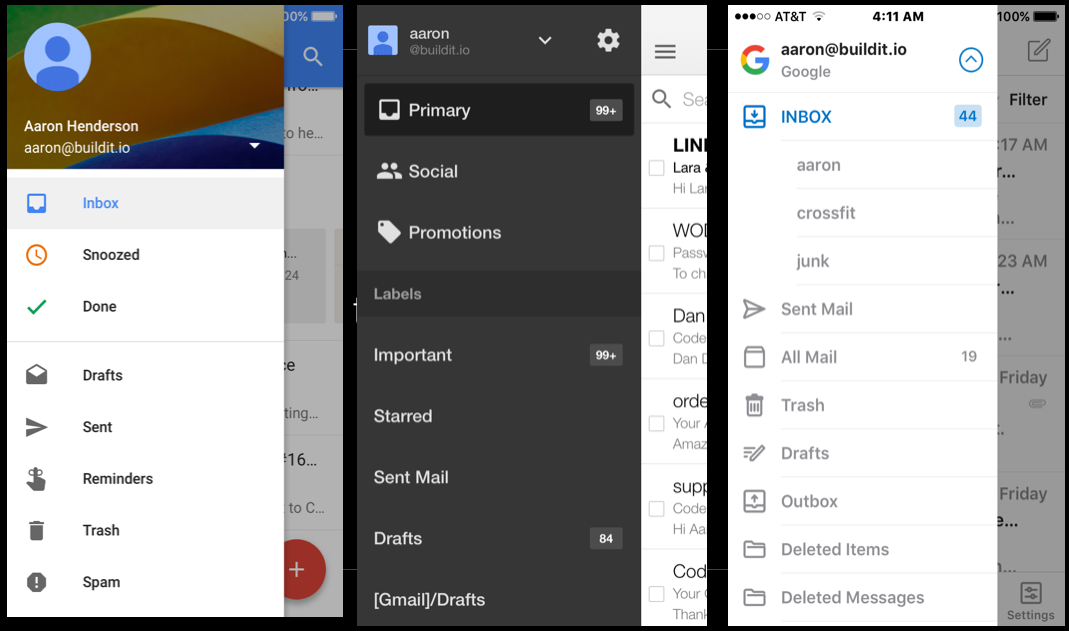 00%
Aaron Henderson
aaron@buildit.io
Inbox
Snoozed
Done
Drafts
Sent
Reminders
Trash
Spam
to he...
...
24
ce
ting...
#16...
to C...
+
aaron
@buildit.io
Primary
99+
Social
Promotions
Labels
Important
99+
Starred
Sent Mail
Drafts
84
[Gmail]/Drafts
Sea
LINI
Lara &
Hi Lar
WOD
Passw
To ch
Dan
Code
Dan D
orde
Your A
Amaz
supp
Code
Hi Aa
Cod
Your C
Thank
AT&T
4:11 AM
100%
aaron@buildit.io
Google
Filter
INBOX
44
:17 AM
r...
aaron
crossfit
...
junk
23 AM
r...
Sent Mail
...
All Mail
19
Friday
Trash
Drafts
Outbox
Friday
e...
Deleted Items
...
Deleted Messages
Settings